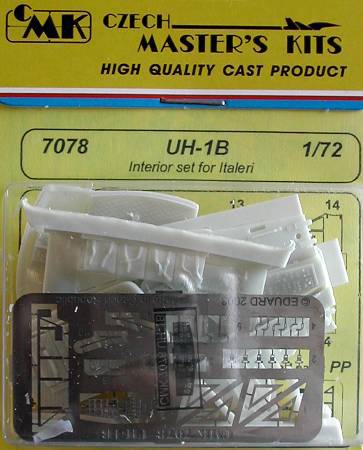 CMK
CZECH
MASTER'S KITS
HIGH QUALITY CAST PRODUCT
7078 UH-1B 1/72
Interior set for Italeri
13 14
© EDUARD 2003
PP